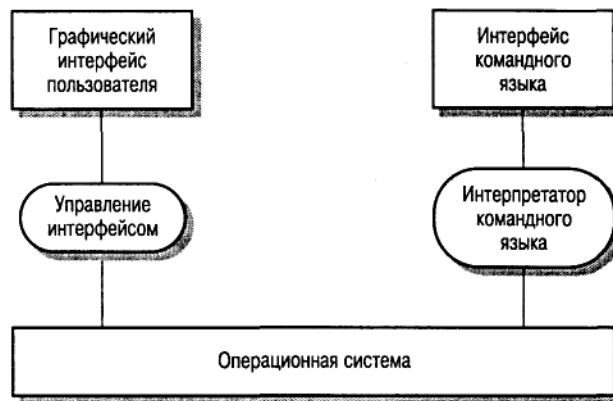 Графический
интерфейс
пользователя
Интерфейс
командного
языка
Управление
интерфейсом
Интерпретатор
командного
языка
Операционная система